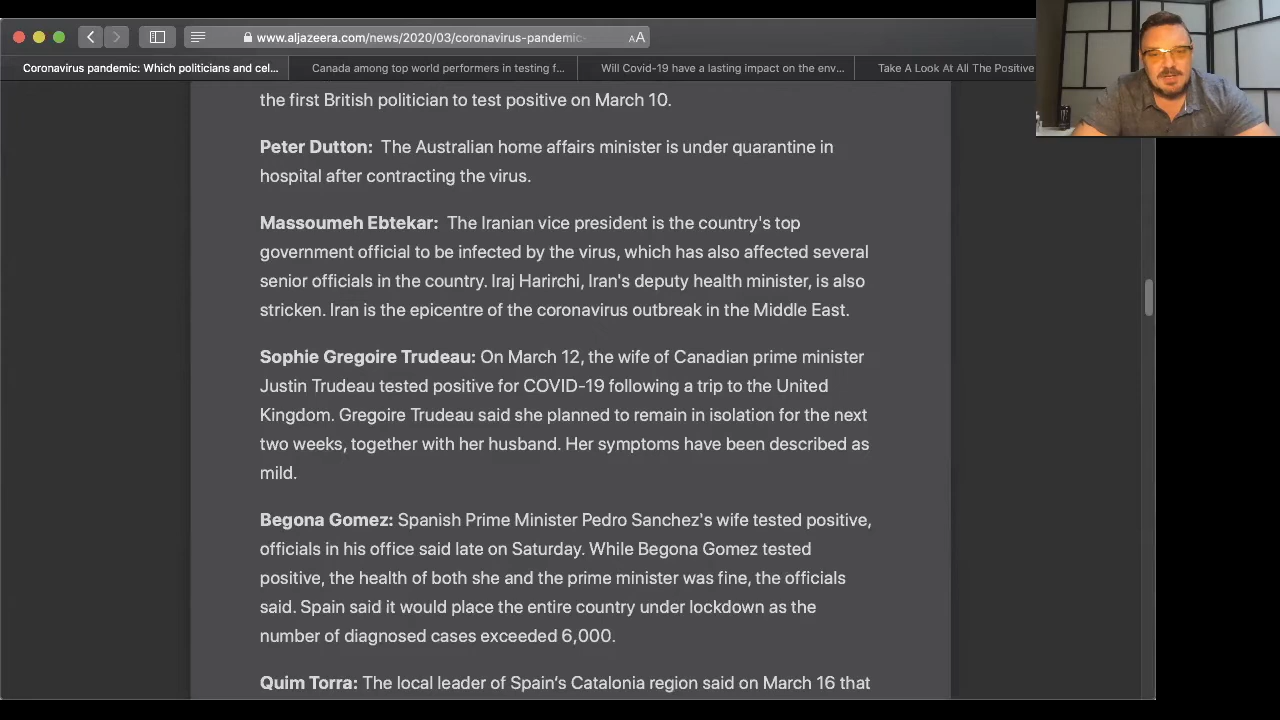 www.aljazeera.com/news/2020/03/coronavirus-pandemic-
AA
Coronavirus pandemic: Which politicians and cel...
Canada among top world performers in testing f...
Will Covid-19 have a lasting impact on the env...
Take A Look At All The Positive
the first British politician to test positive on March 10.
Peter Dutton: The Australian home affairs minister is under quarantine in
hospital after contracting the virus.
Massoumeh Ebtekar: The Iranian vice president is the country's top
government official to be infected by the virus, which has also affected several
senior officials in the country. Iraj Harirchi, Iran's deputy health minister, is also
stricken. Iran is the epicentre of the coronavirus outbreak in the Middle East.
Sophie Gregoire Trudeau: On March 12, the wife of Canadian prime minister
Justin Trudeau tested positive for COVID-19 following a trip to the United
Kingdom. Gregoire Trudeau said she planned to remain in isolation for the next
two weeks, together with her husband. Her symptoms have been described as
mild.
Begona Gomez: Spanish Prime Minister Pedro Sanchez's wife tested positive,
officials in his office said late on Saturday. While Begona Gomez tested
positive, the health of both she and the prime minister was fine, the officials
said. Spain said it would place the entire country under lockdown as the
number of diagnosed cases exceeded 6,000.
Quim Torra: The local leader of Spain's Catalonia region said on March 16 that